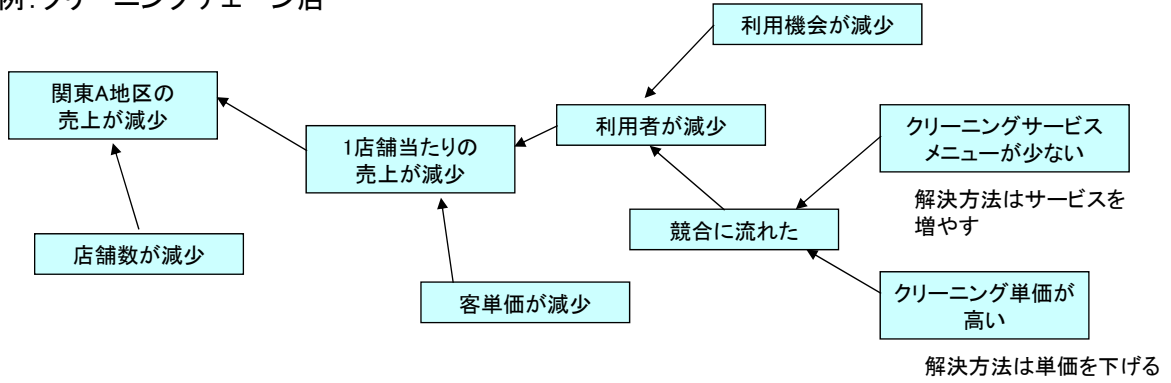 例：クリーニングチェーン店
利用機会が減少
関東A地区の
売上が減少
利用者が減少
クリーニングサービス
メニューが少ない
1店舗当たりの
売上が減少
解決方法はサービスを
増やす
競合に流れた
店舗数が減少
客単価が減少
クリーニング単価が
高い
解決方法は単価を下げる